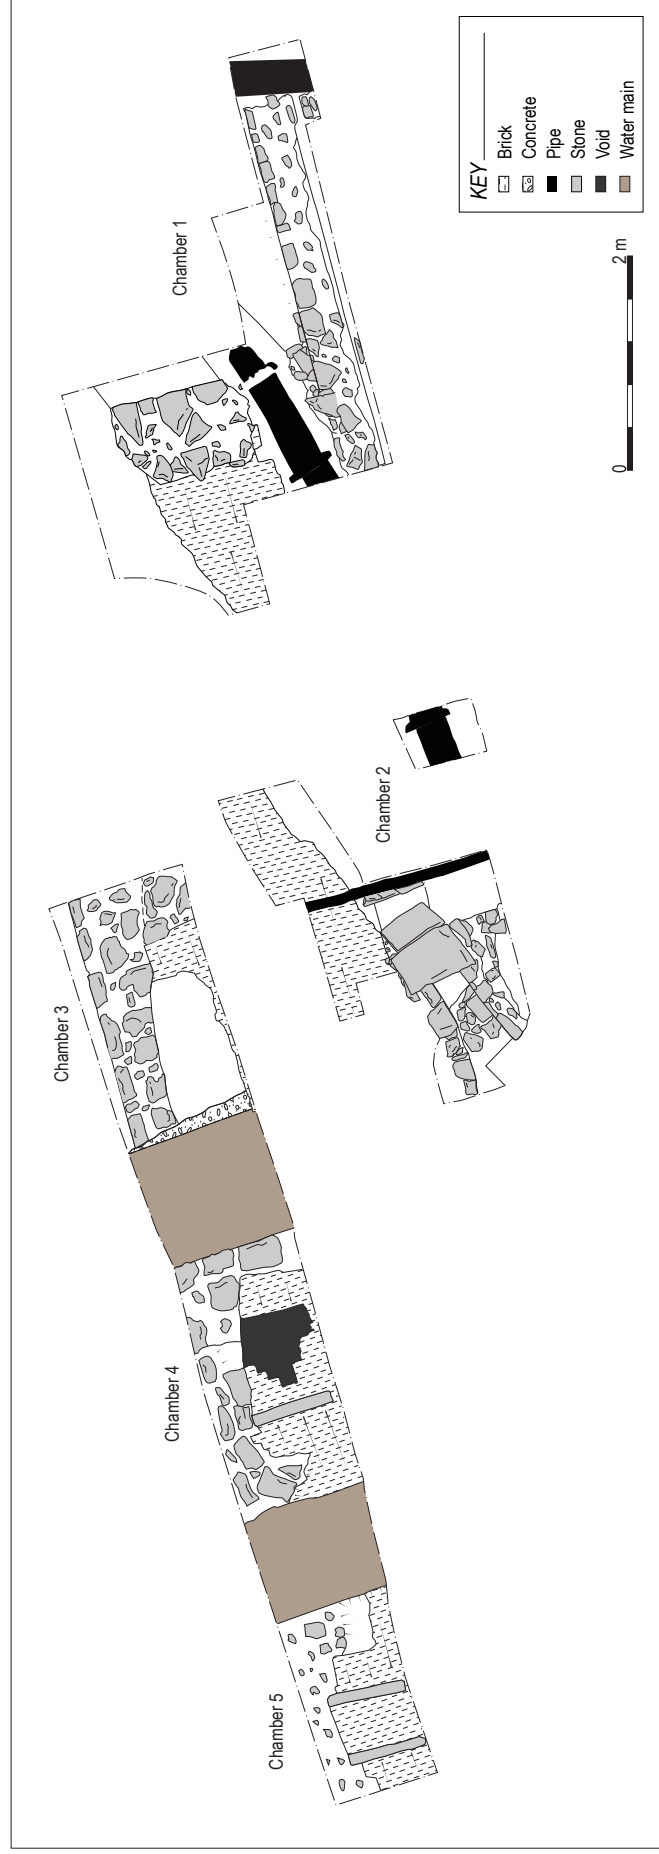 Chamber 5
Chamber 4
Chamber 3
Chamber 2
Chamber 1
0
2 m
KEY
Brick
Concrete
Pipe
Stone
Void
Water main